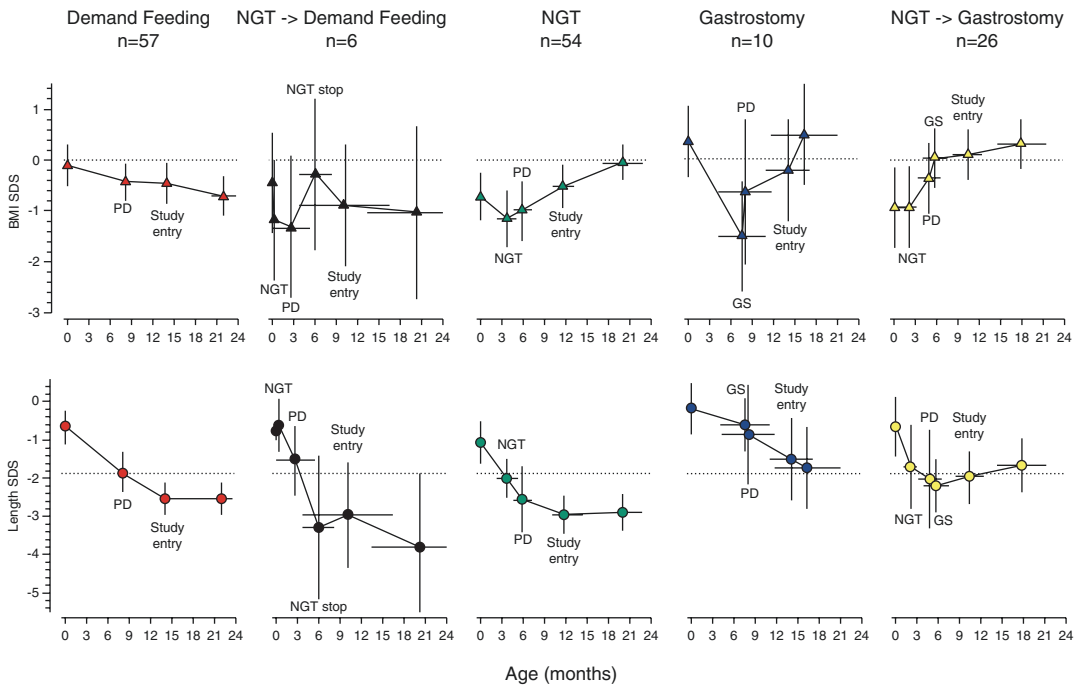 Demand Feeding
n=57
NGT -> Demand Feeding
n=6
NGT
n=54
Gastrostomy
n=10
NGT -> Gastrostomy
n=26
BMI SDS
1
0
-1
-2
-3
PD
Study
entry
NGT stop
NGT
PD
Study
entry
PD
NGT
Study
entry
PD
GS
Study
entry
GS
Study
entry
PD
NGT
0 3 6 9 12 15 18 21 24
0 3 6 9 12 15 18 21 24
0 3 6 9 12 15 18 21 24
0 3 6 9 12 15 18 21 24
0 3 6 9 12 15 18 21 24
Length SDS
0
-1
-2
-3
-4
-5
PD
Study
entry
NGT
PD
Study
entry
NGT stop
NGT
PD
Study
entry
GS
Study
entry
PD
PD
Study
entry
NGT
GS
0 3 6 9 12 15 18 21 24
0 3 6 9 12 15 18 21 24
0 3 6 9 12 15 18 21 24
0 3 6 9 12 15 18 21 24
0 3 6 9 12 15 18 21 24
Age (months)